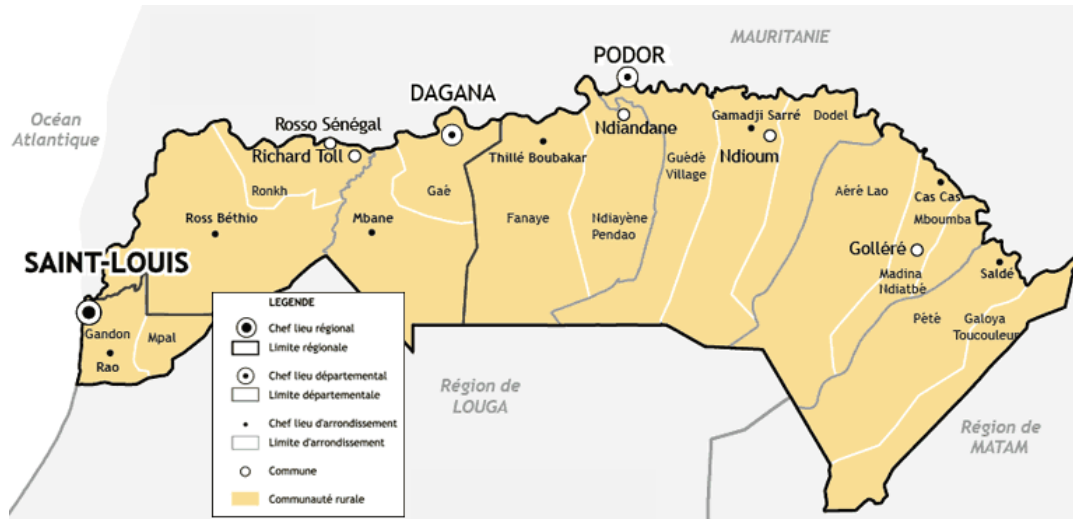 MAURITANIE
PODOR
DAGANA
Océan
Atlantique
Rosso Sénégal
Richard Toll
Ndiandane
Gamadji Sarré
Dodel
Ndioum
Thillé Boubakar
Guédé
Village
Ronkh
Gaé
Aéré Lao
Cas Cas
Mboumba
Ross Béthio
Mbane
Fanaye
Ndiayène
Pendao
Golléré
SAINT-LOUIS
Madina
Ndiatbè
Saldé
Gandon
Mpal
Rao
Pèté
Galoya
Toucouleur
LEGENDE
Chef lieu régional
Limite régionale
Chef lieu départemental
Limite départementale
Chef lieu d'arrondissement
Limite d'arrondissement
Commune
Communauté rurale
Région de
LOUGA
Région de
MATAM